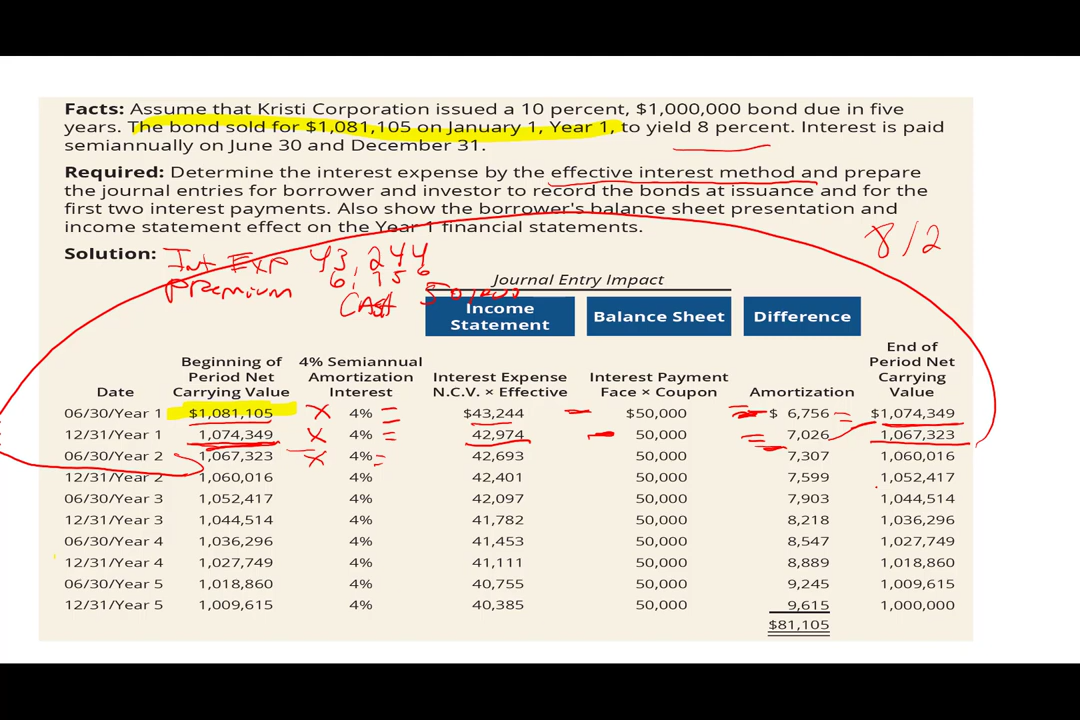 Facts: Assume that Kristi Corporation issued a 10 percent, $1,000,000 bond due in five
years. The bond sold for $1,081,105 on January 1, Year 1, to yield 8 percent. Interest is paid
semiannually on June 30 and December 31.
Required: Determine the interest expense by the effective interest method and prepare
the journal entries for borrower and investor to record the bonds at issuance and for the
first two interest payments. Also show the borrower's balance sheet presentation and
income statement effect on the Year 1 financial statements.
8/2
Solution: Int Exp 43,244
Premium 6,756
Cash
Journal Entry Impact
Income Statement Balance Sheet Difference
Date Beginning of Period Net Carrying Value 4% Semiannual Amortization Interest Interest Expense N.C.V. × Effective Interest Payment Face × Coupon Amortization End of Period Net Carrying Value
06/30/Year 1 $1,081,105 x 4% = $43,244 - $50,000 = $ 6,756 = $1,074,349
12/31/Year 1 1,074,349 x 4% = 42,974 - 50,000 = 7,026 1,067,323
06/30/Year 2 1,067,323 x 4% = 42,693 50,000 7,307 1,060,016
12/31/Year 2 1,060,016 4% 42,401 50,000 7,599 1,052,417
06/30/Year 3 1,052,417 4% 42,097 50,000 7,903 1,044,514
12/31/Year 3 1,044,514 4% 41,782 50,000 8,218 1,036,296
06/30/Year 4 1,036,296 4% 41,453 50,000 8,547 1,027,749
12/31/Year 4 1,027,749 4% 41,111 50,000 8,889 1,018,860
06/30/Year 5 1,018,860 4% 40,755 50,000 9,245 1,009,615
12/31/Year 5 1,009,615 4% 40,385 50,000 9,615 1,000,000
$81,105